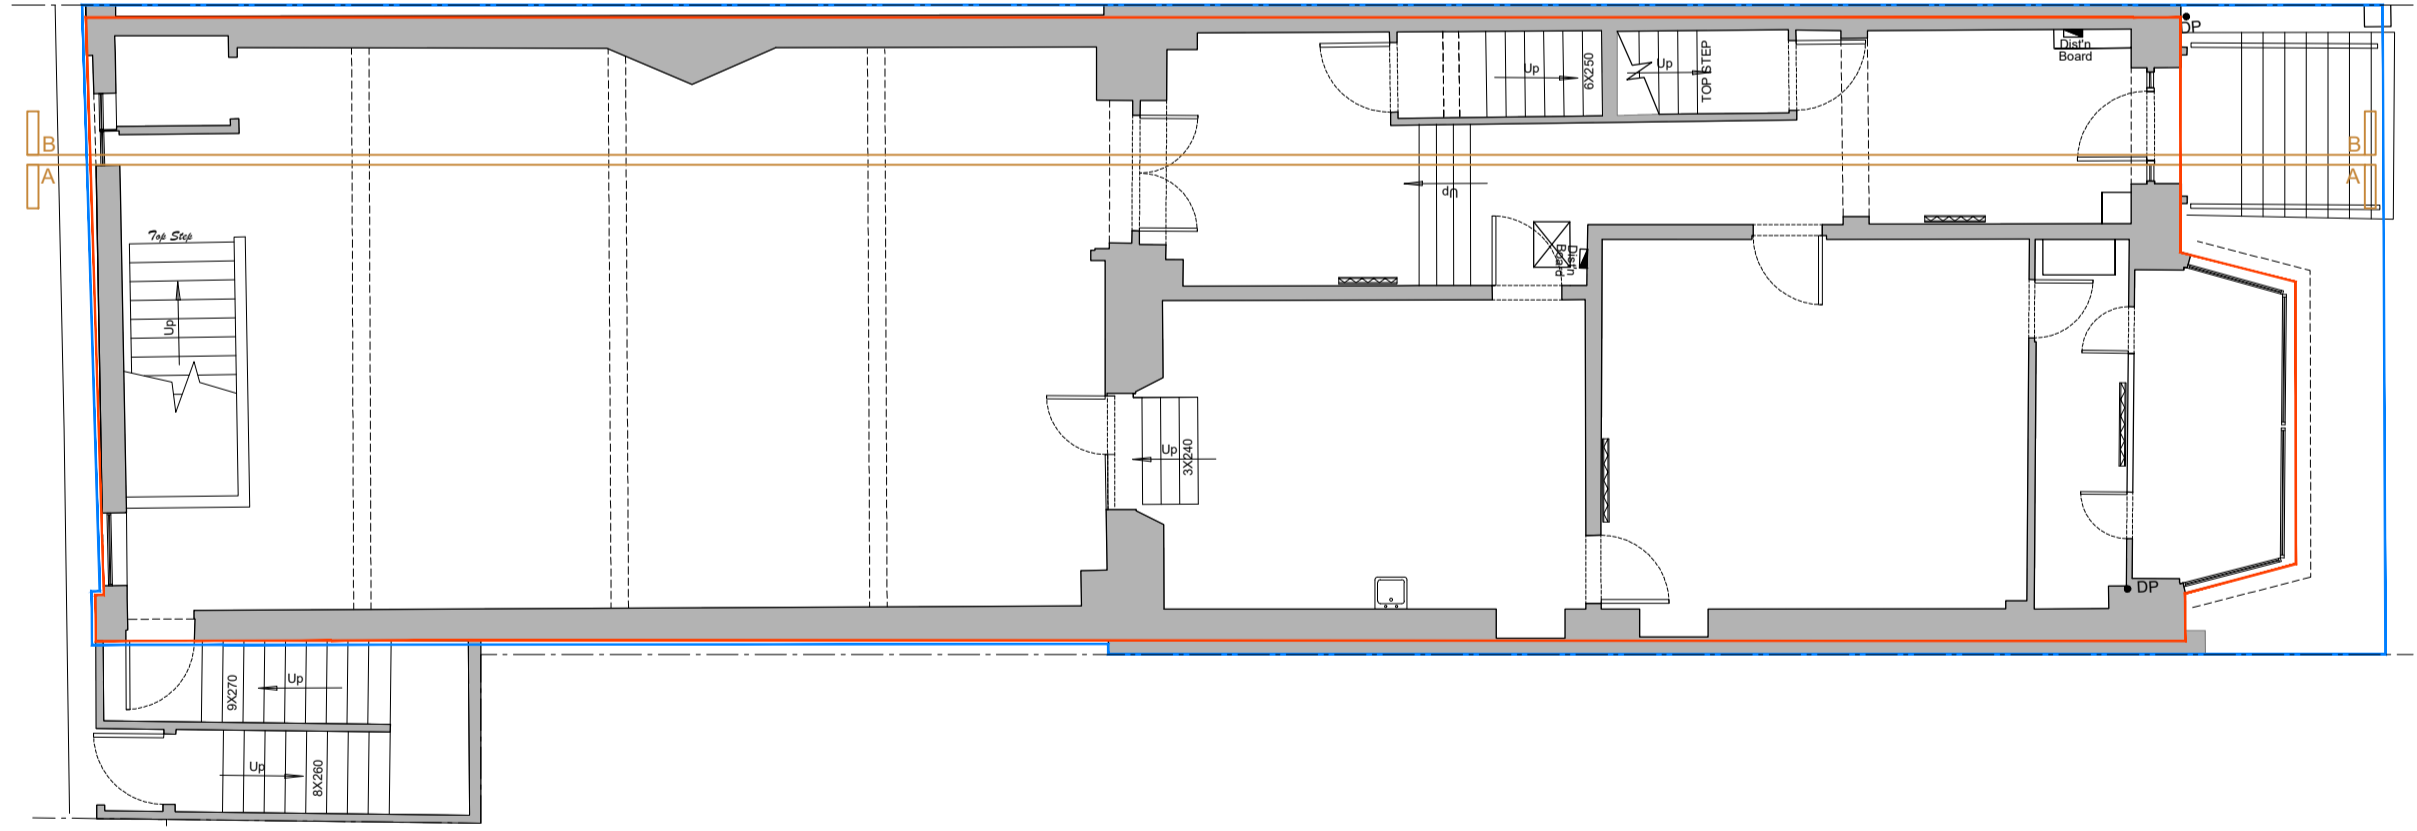 DP
Dist'n
Board
Up
6X250
Up
TOP STEP
B
B
A
A
Up
Top Step
Up
Dist'n
Board
Up
3X240
DP
Up
9X270
Up
8X260